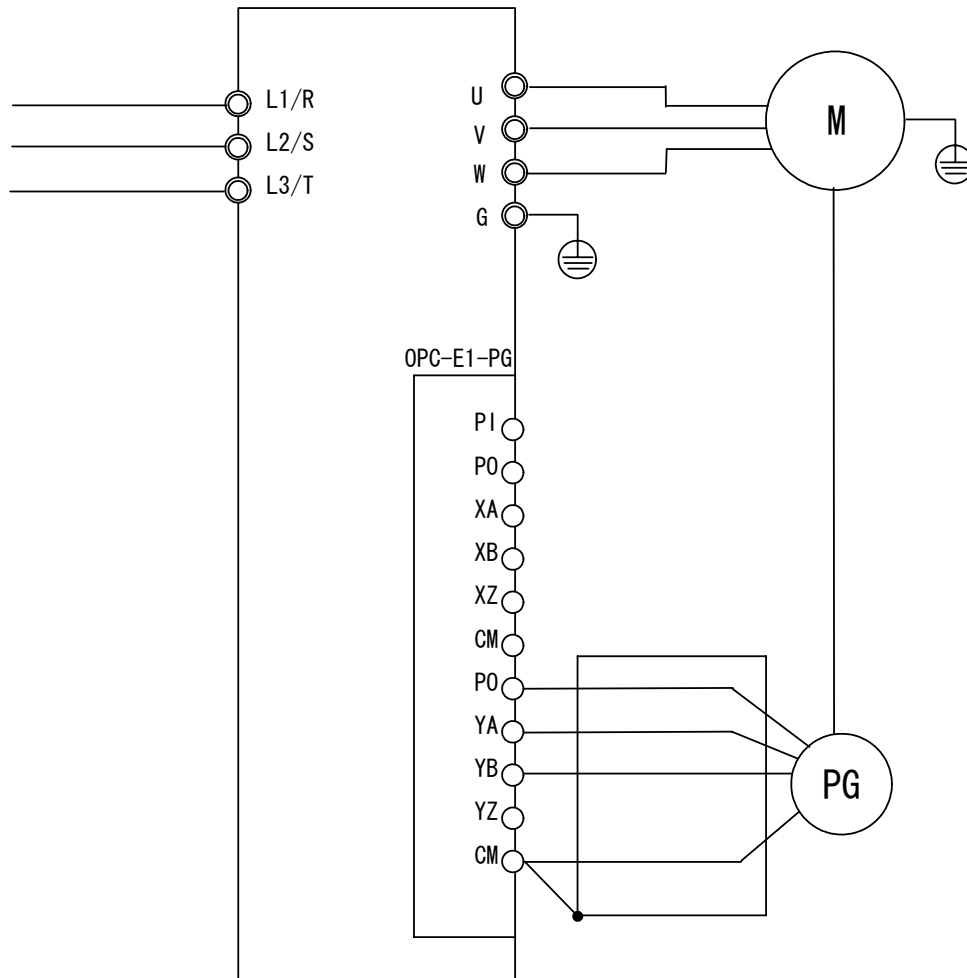 L1/R
L2/S
L3/T
U
V
W
G
M
OPC-E1-PG
PI
PO
XA
XB
XZ
CM
PO
YA
YB
YZ
CM
PG